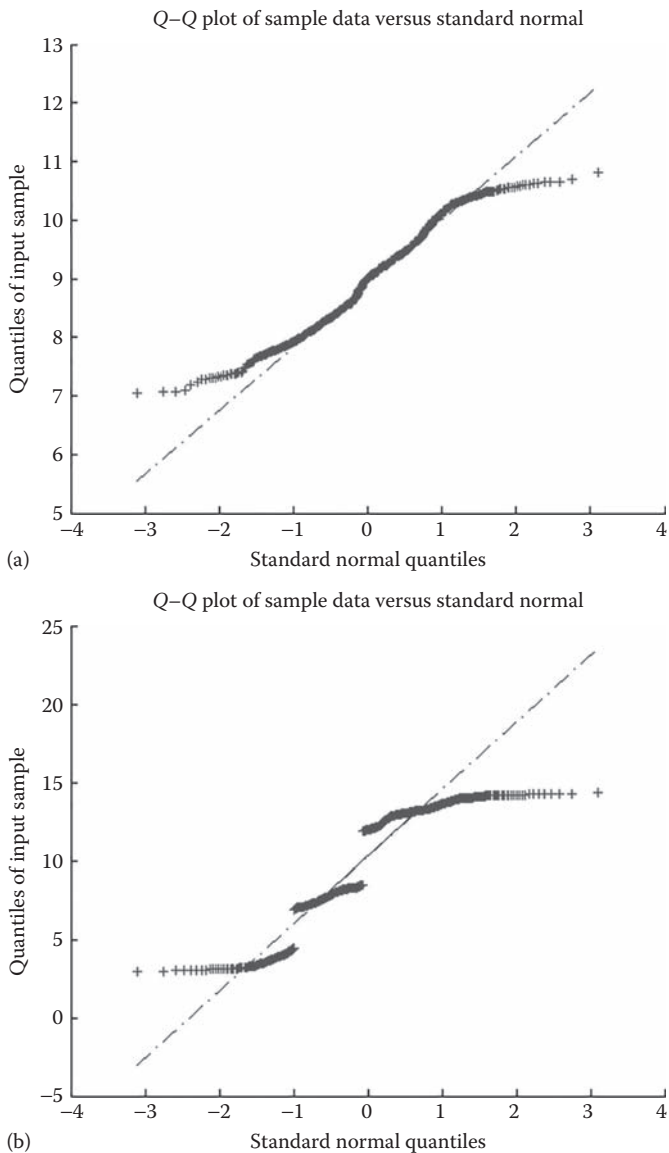 Q–Q plot of sample data versus standard normal
13
12
11
10
9
8
7
6
5
Quantiles of input sample
−4 −3 −2 −1 0 1 2 3 4
(a) Standard normal quantiles
Q–Q plot of sample data versus standard normal
25
20
15
10
5
0
−5
Quantiles of input sample
−4 −3 −2 −1 0 1 2 3 4
(b) Standard normal quantiles